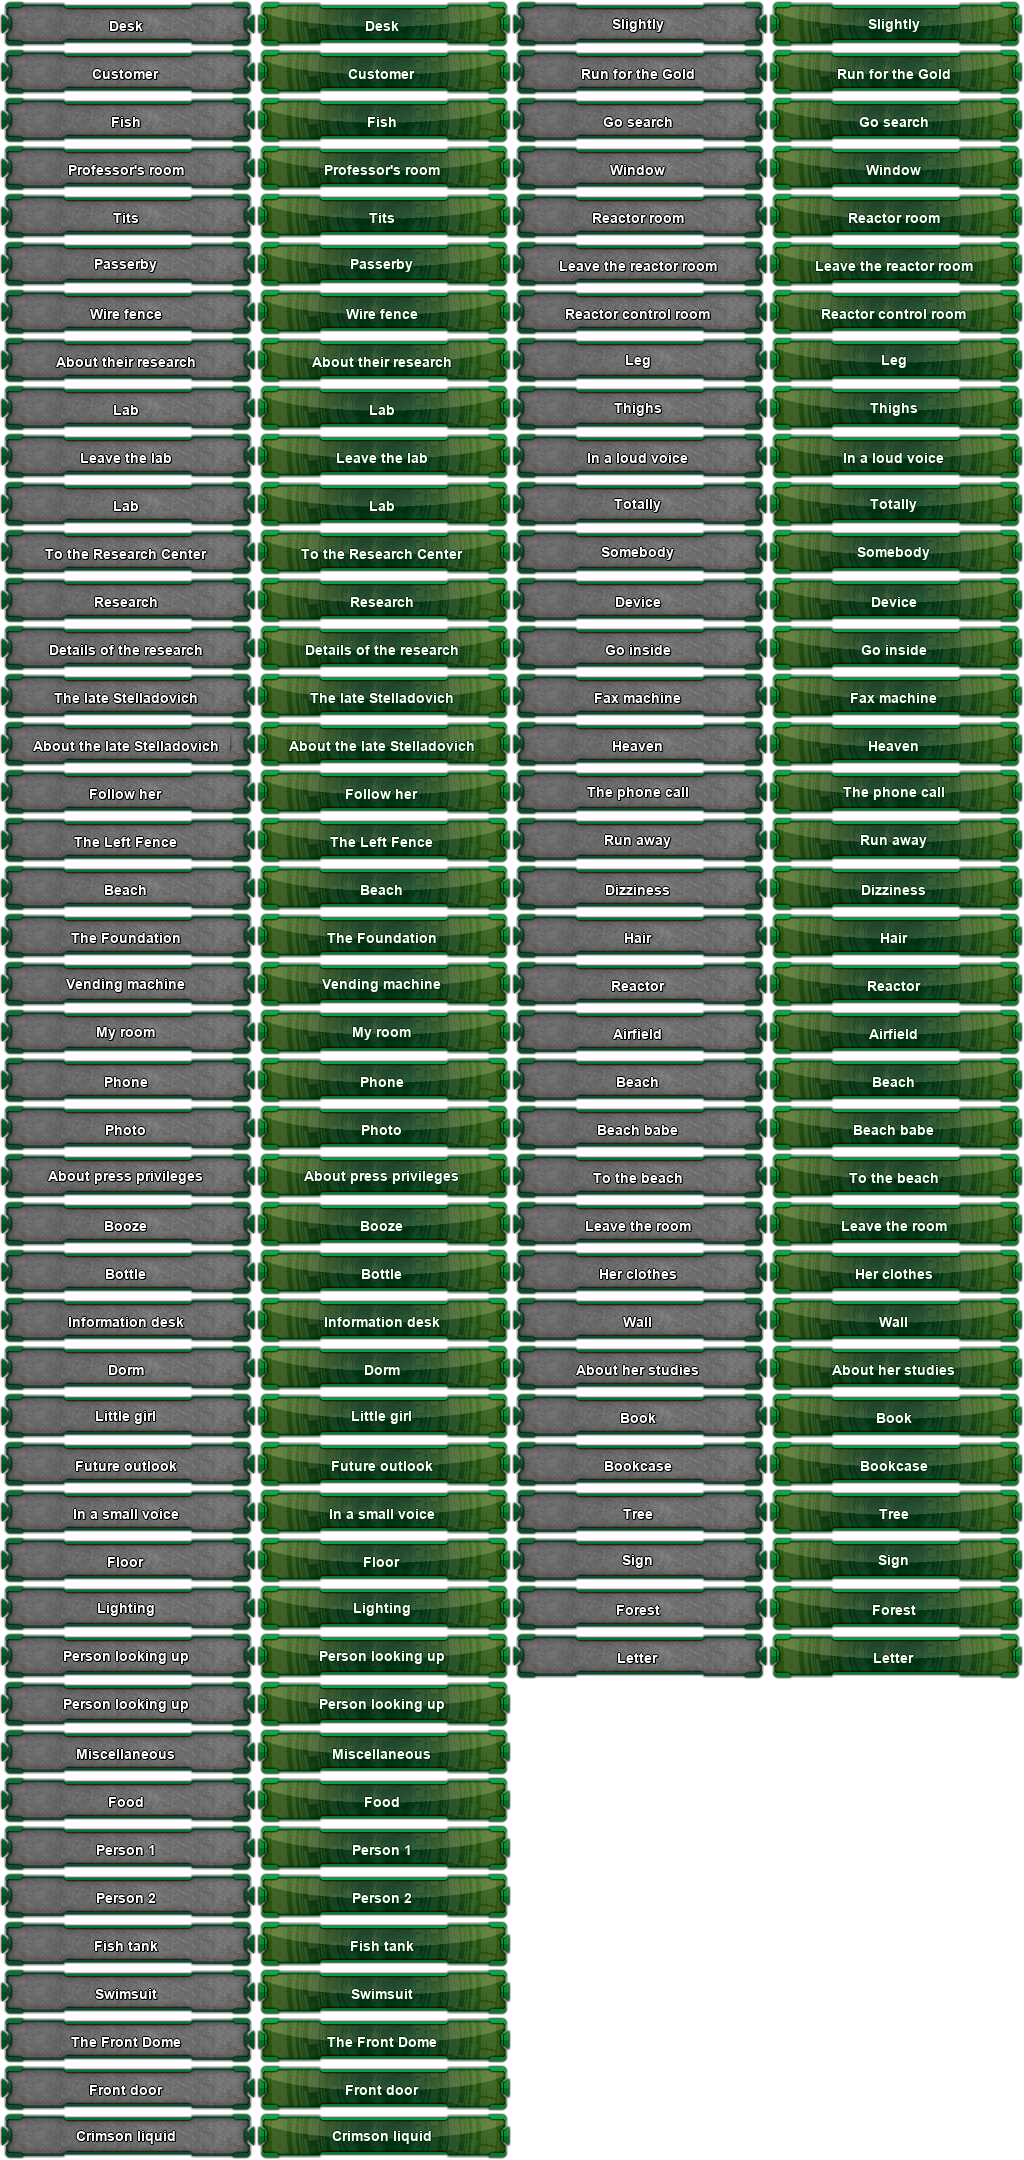 Desk Desk Slightly Slightly
Customer Customer Run for the Gold Run for the Gold
Fish Fish Go search Go search
Professor's room Professor's room Window Window
Tits Tits Reactor room Reactor room
Passerby Passerby Leave the reactor room Leave the reactor room
Wire fence Wire fence Reactor control room Reactor control room
About their research About their research Leg Leg
Lab Lab Thighs Thighs
Leave the lab Leave the lab In a loud voice In a loud voice
Lab Lab Totally Totally
To the Research Center To the Research Center Somebody Somebody
Research Research Device Device
Details of the research Details of the research Go inside Go inside
The late Stelladovich The late Stelladovich Fax machine Fax machine
About the late Stelladovich About the late Stelladovich Heaven Heaven
Follow her Follow her The phone call The phone call
The Left Fence The Left Fence Run away Run away
Beach Beach Dizziness Dizziness
The Foundation The Foundation Hair Hair
Vending machine Vending machine Reactor Reactor
My room My room Airfield Airfield
Phone Phone Beach Beach
Photo Photo Beach babe Beach babe
About press privileges About press privileges To the beach To the beach
Booze Booze Leave the room Leave the room
Bottle Bottle Her clothes Her clothes
Information desk Information desk Wall Wall
Dorm Dorm About her studies About her studies
Little girl Little girl Book Book
Future outlook Future outlook Bookcase Bookcase
In a small voice In a small voice Tree Tree
Floor Floor Sign Sign
Lighting Lighting Forest Forest
Person looking up Person looking up Letter Letter
Person looking up Person looking up
Miscellaneous Miscellaneous
Food Food
Person 1 Person 1
Person 2 Person 2
Fish tank Fish tank
Swimsuit Swimsuit
The Front Dome The Front Dome
Front door Front door
Crimson liquid Crimson liquid